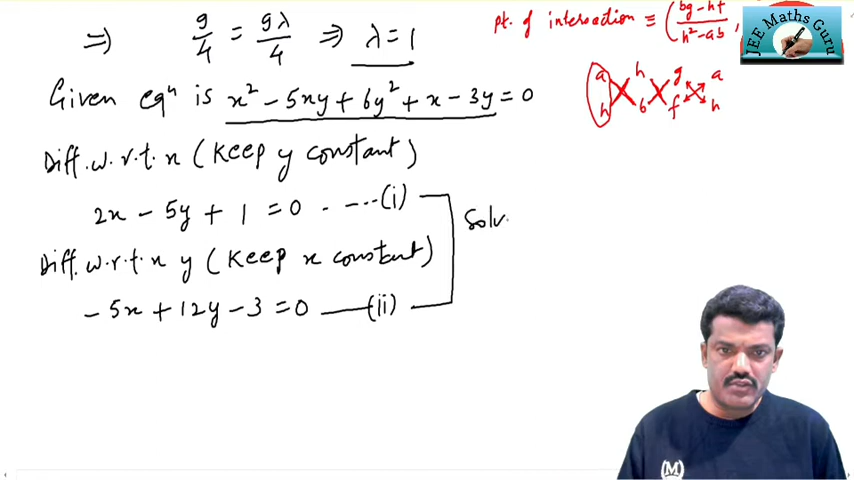 ⇒ 9/4 = 9λ/4 ⇒ λ = 1
Given eqⁿ is x² - 5xy + 6y² + x - 3y = 0
Diff. w.r.t. x (Keep y constant)
2x - 5y + 1 = 0 - ---(i)
Diff. w.r.t. x y (Keep x constant)
- 5x + 12y - 3 = 0 —— (ii)
Solv
pt. of intersection ≡ (bg-hf/h²-ab,
a h g a
h b f h
JEE Maths Guru
(M)